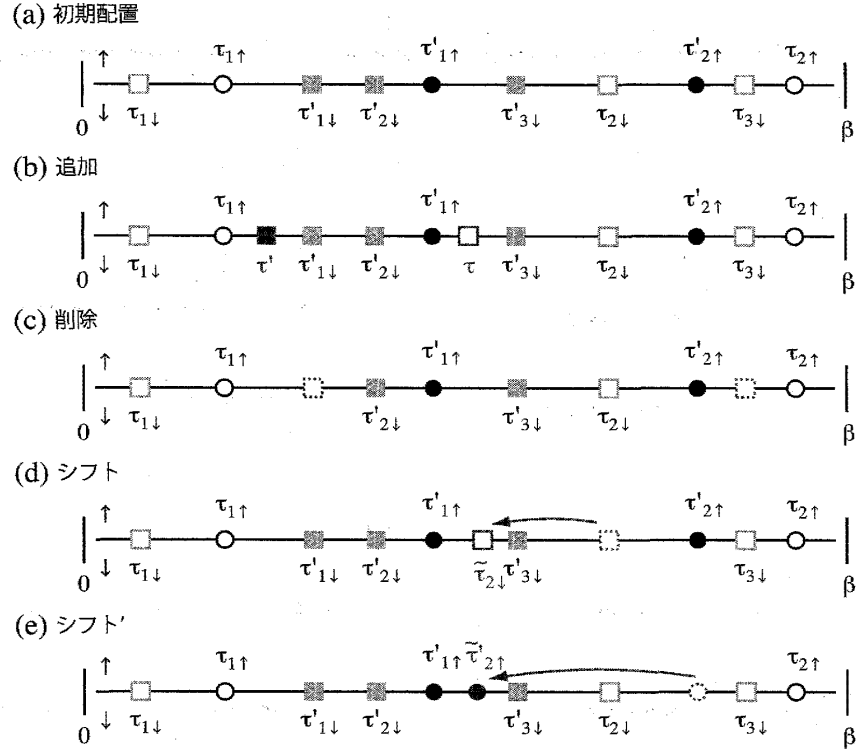 (a) 初期配置
τ1↑ τ'1↑ τ'2↑ τ2↑
↑
↓
0 τ1↓ τ'1↓ τ'2↓ τ'3↓ τ2↓ τ3↓ β
(b) 追加
τ1↑ τ'1↑ τ'2↑ τ2↑
↑
↓
0 τ1↓ τ' τ'1↓ τ'2↓ τ τ'3↓ τ2↓ τ3↓ β
(c) 削除
τ1↑ τ'1↑ τ'2↑ τ2↑
↑
↓
0 τ1↓ τ'2↓ τ'3↓ τ2↓ β
(d) シフト
τ1↑ τ'1↑ τ'2↑ τ2↑
↑
↓
0 τ1↓ τ'1↓ τ'2↓ τ̃2↓ τ'3↓ τ3↓ β
(e) シフト'
τ1↑ τ'1↑ τ̃'2↑ τ2↑
↑
↓
0 τ1↓ τ'1↓ τ'2↓ τ'3↓ τ2↓ τ3↓ β